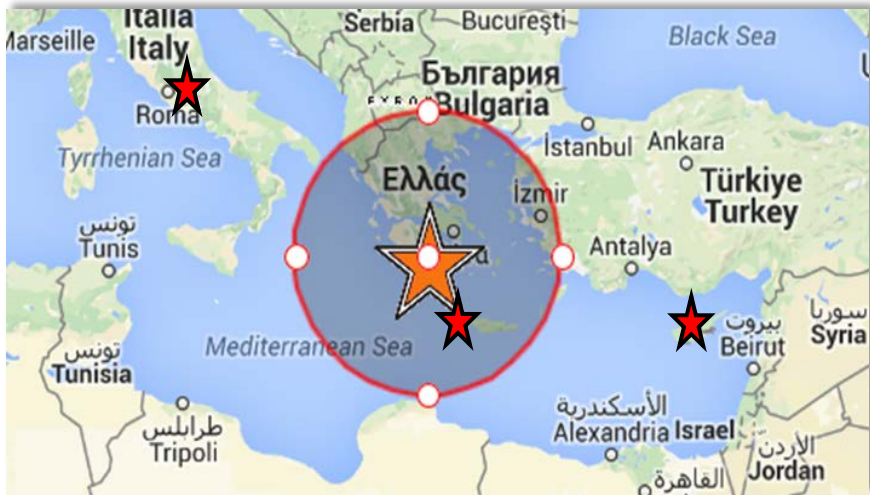 Italia
Italy
Serbia
București
Marseille
Black Sea
България
Bulgaria
Roma
İstanbul
Ankara
Tyrrhenian Sea
Ελλάς
İzmir
Türkiye
Turkey
تونس
Tunis
Antalya
سوريا
Syria
بيروت
Beirut
Mediterranean Sea
تونس
Tunisia
طرابلس
Tripoli
الأسكندرية
Alexandria
Israel
الأردن
Jordan
القاهرة